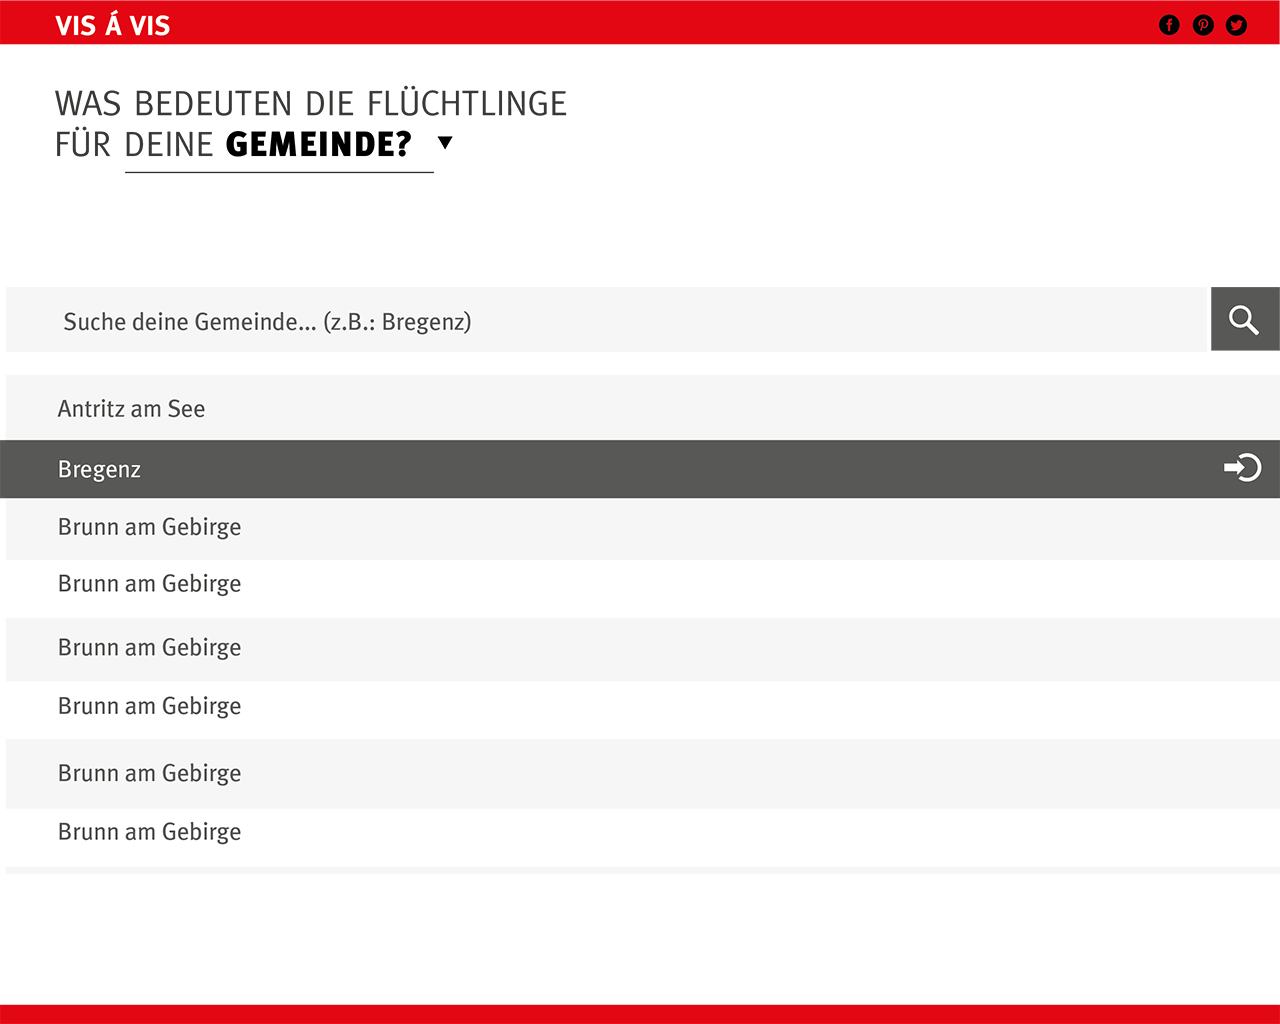 VIS Á VIS
WAS BEDEUTEN DIE FLÜCHTLINGE
FÜR DEINE GEMEINDE?
Suche deine Gemeinde... (z.B.: Bregenz)
Antritz am See
Bregenz
Brunn am Gebirge
Brunn am Gebirge
Brunn am Gebirge
Brunn am Gebirge
Brunn am Gebirge
Brunn am Gebirge